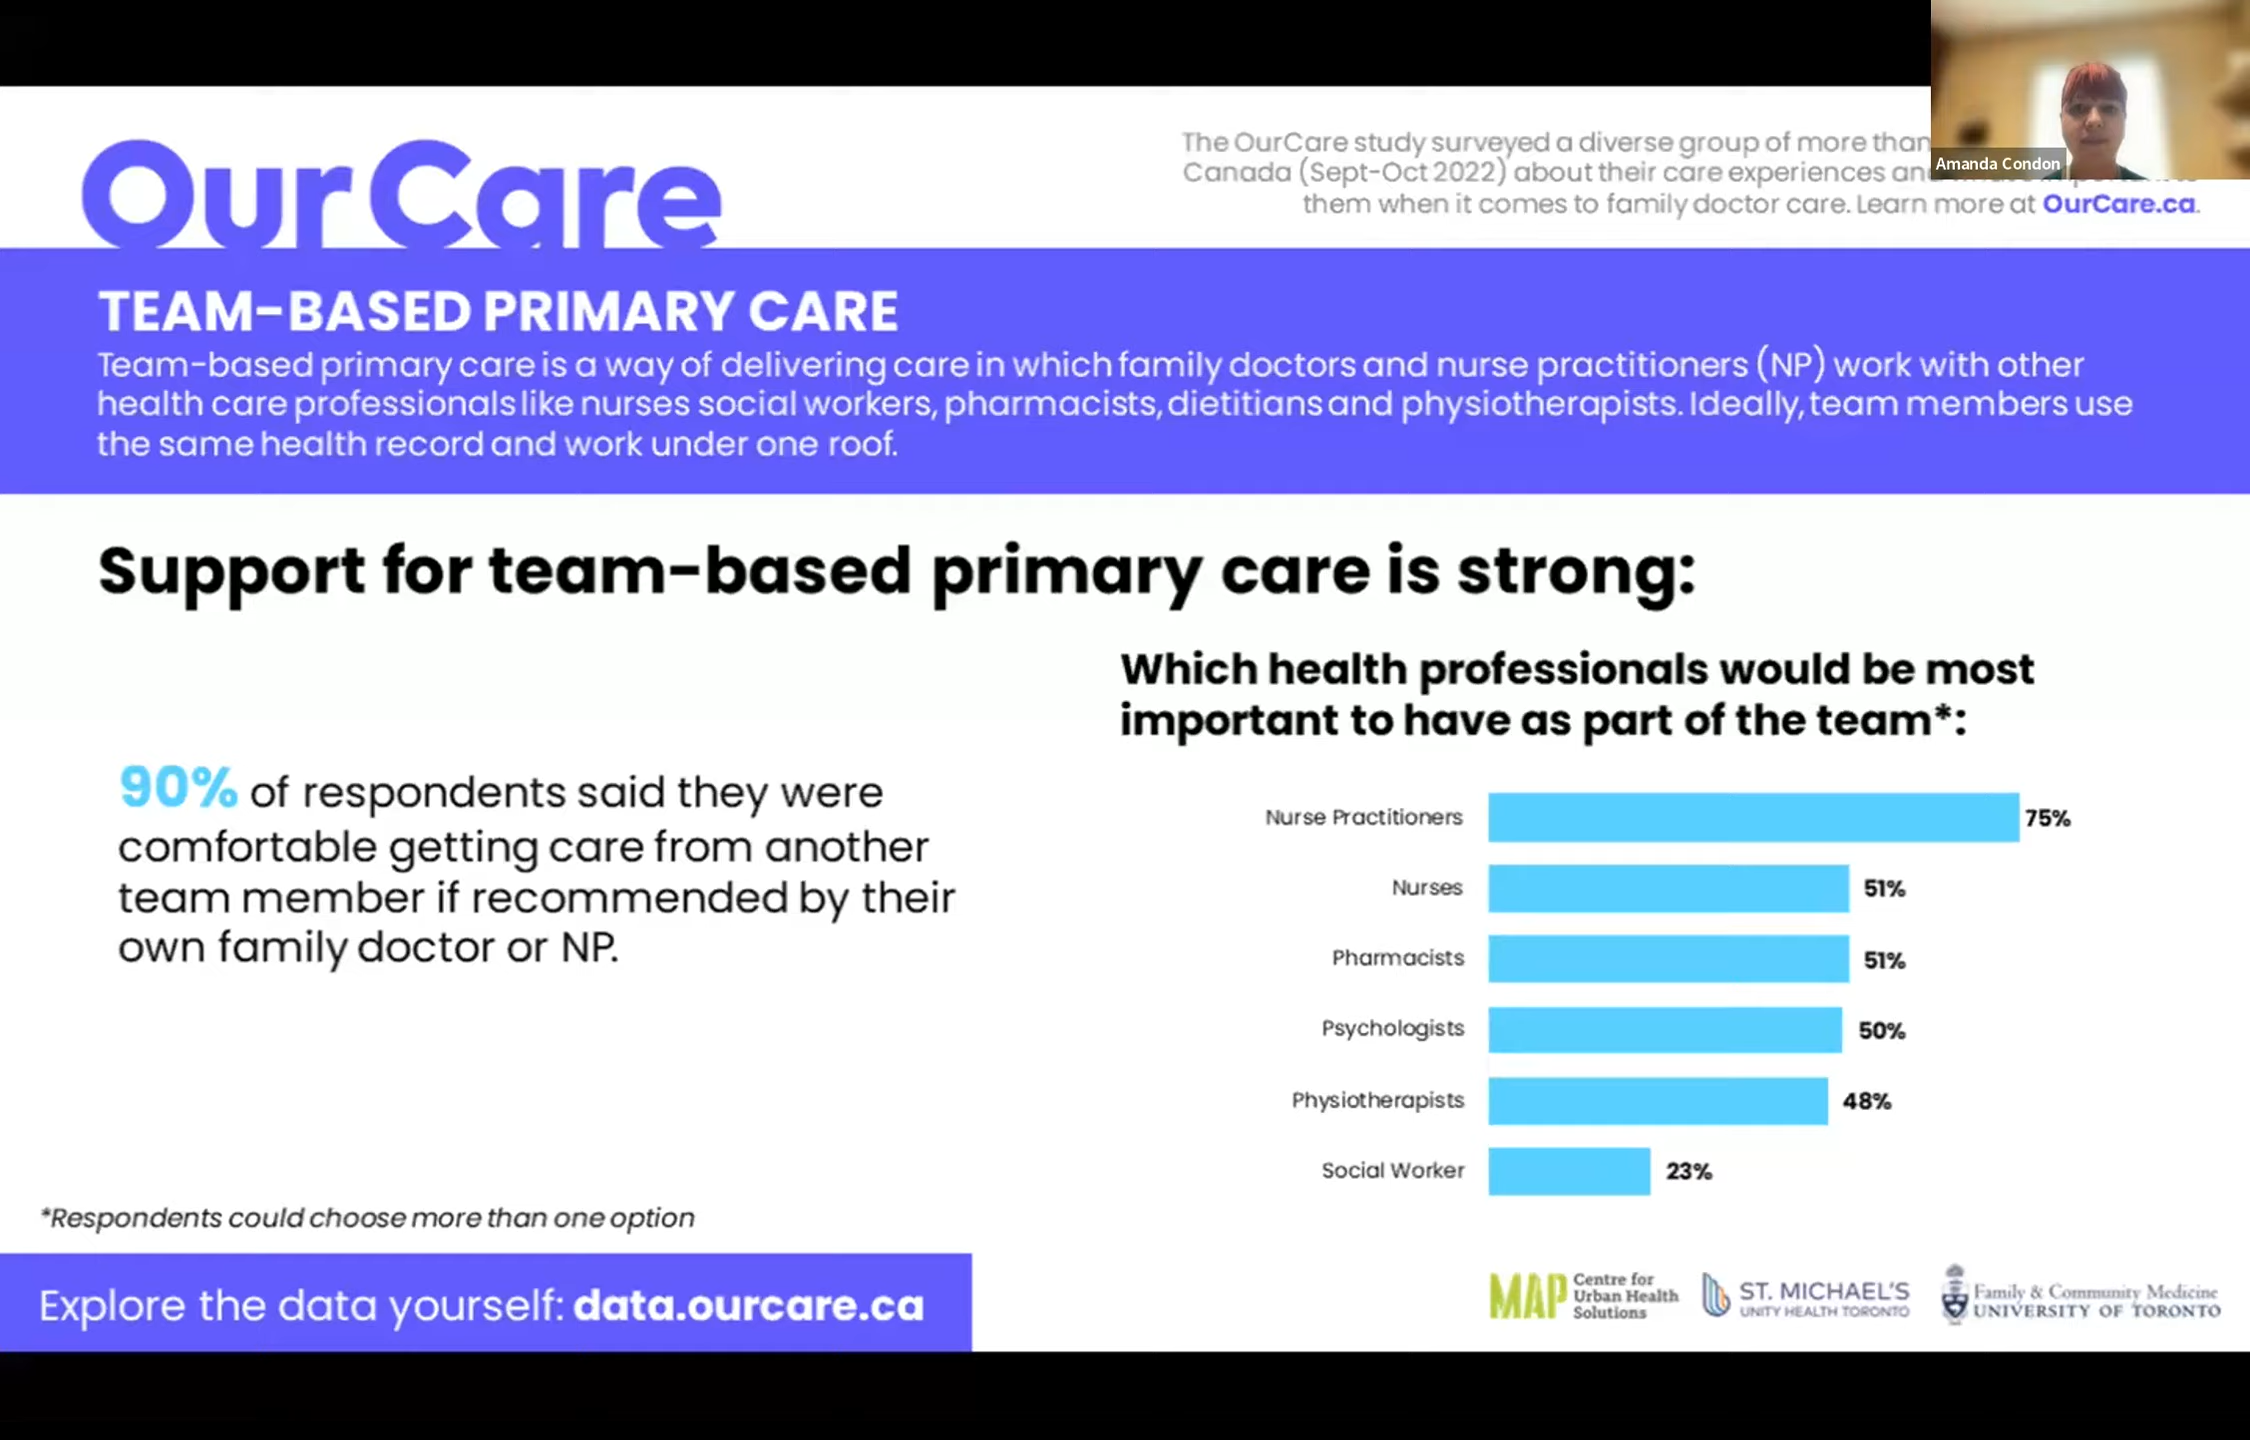 Amanda Condon
OurCare
The OurCare study surveyed a diverse group of more than
Canada (Sept-Oct 2022) about their care experiences
them when it comes to family doctor care. Learn more at OurCare.ca.
TEAM-BASED PRIMARY CARE
Team-based primary care is a way of delivering care in which family doctors and nurse practitioners (NP) work with other
health care professionals like nurses social workers, pharmacists, dietitians and physiotherapists. Ideally, team members use
the same health record and work under one roof.
Support for team-based primary care is strong:
90% of respondents said they were
comfortable getting care from another
team member if recommended by their
own family doctor or NP.
Which health professionals would be most
important to have as part of the team*:
Nurse Practitioners 75%
Nurses 51%
Pharmacists 51%
Psychologists 50%
Physiotherapists 48%
Social Worker 23%
*Respondents could choose more than one option
Explore the data yourself: data.ourcare.ca
MAP Centre for
Urban Health
Solutions
ST. MICHAEL'S
UNITY HEALTH TORONTO
Family & Community Medicine
UNIVERSITY OF TORONTO